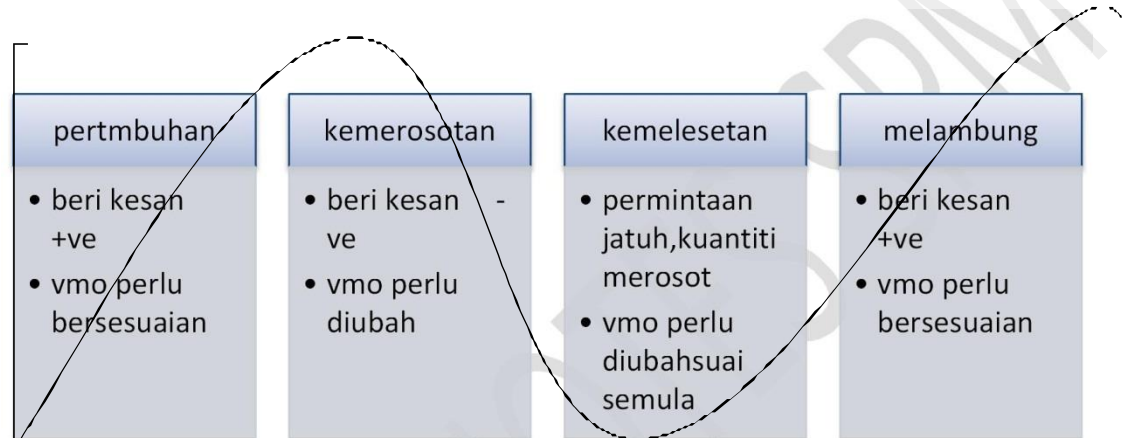 pertmbuhan
• beri kesan
+ve
• vmo perlu
bersesuaian
kemerosotan
• beri kesan -
ve
• vmo perlu
diubah
kemelesetan
• permintaan
jatuh,kuantiti
merosot
• vmo perlu
diubahsuai
semula
melambung
• beri kesan
+ve
• vmo perlu
bersesuaian